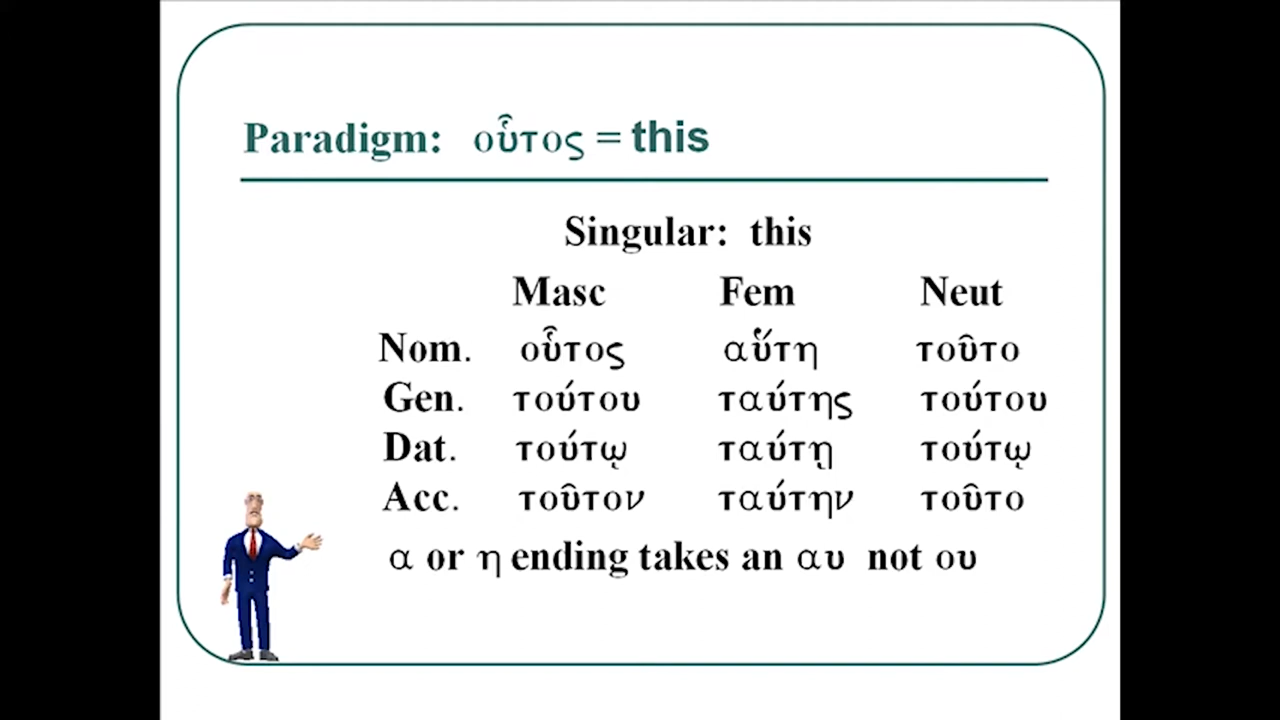 Paradigm: οὗτος = this
Singular: this
Masc Fem Neut
Nom. οὗτος αὕτη τοῦτο
Gen. τούτου ταύτης τούτου
Dat. τούτῳ ταύτῃ τούτῳ
Acc. τοῦτον ταύτην τοῦτο
α or η ending takes an αυ not ου